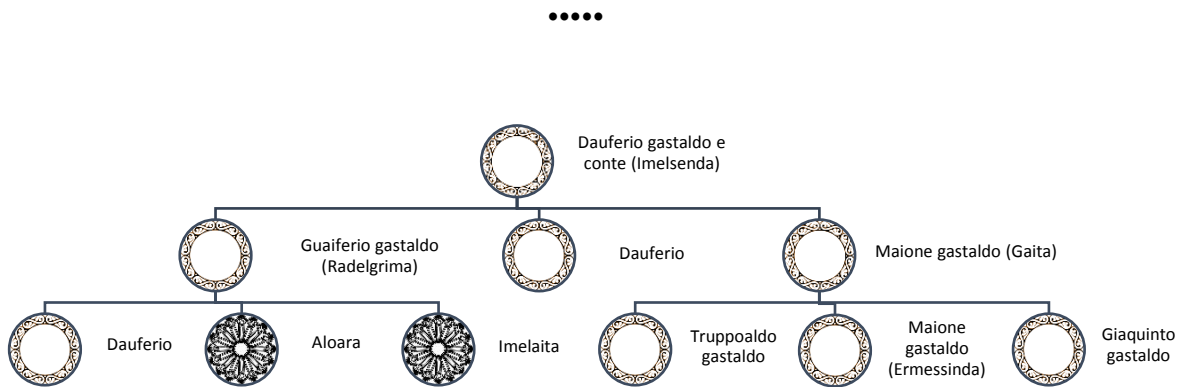 •••••
Dauferio gastaldo e
conte (Imelsenda)
Guaiferio gastaldo
(Radelgrima)
Dauferio
Maione gastaldo (Gaita)
Dauferio
Aloara
Imelaita
Truppoaldo
gastaldo
Maione
gastaldo
(Ermessinda)
Giaquinto
gastaldo